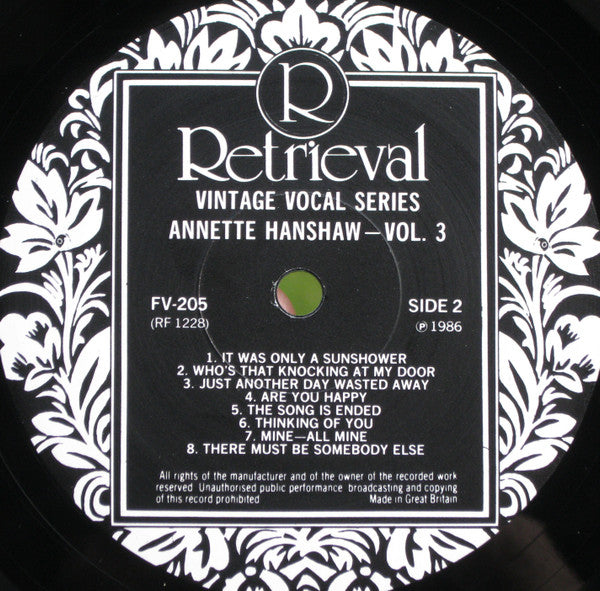 R
Retrieval
VINTAGE VOCAL SERIES
ANNETTE HANSHAW—VOL. 3
FV-205 SIDE 2
(RF 1228) ℗ 1986
1. IT WAS ONLY A SUNSHOWER
2. WHO'S THAT KNOCKING AT MY DOOR
3. JUST ANOTHER DAY WASTED AWAY
4. ARE YOU HAPPY
5. THE SONG IS ENDED
6. THINKING OF YOU
7. MINE—ALL MINE
8. THERE MUST BE SOMEBODY ELSE
All rights of the manufacturer and of the owner of the recorded work
reserved Unauthorised public performance broadcasting and copying
of this record prohibited Made in Great Britain